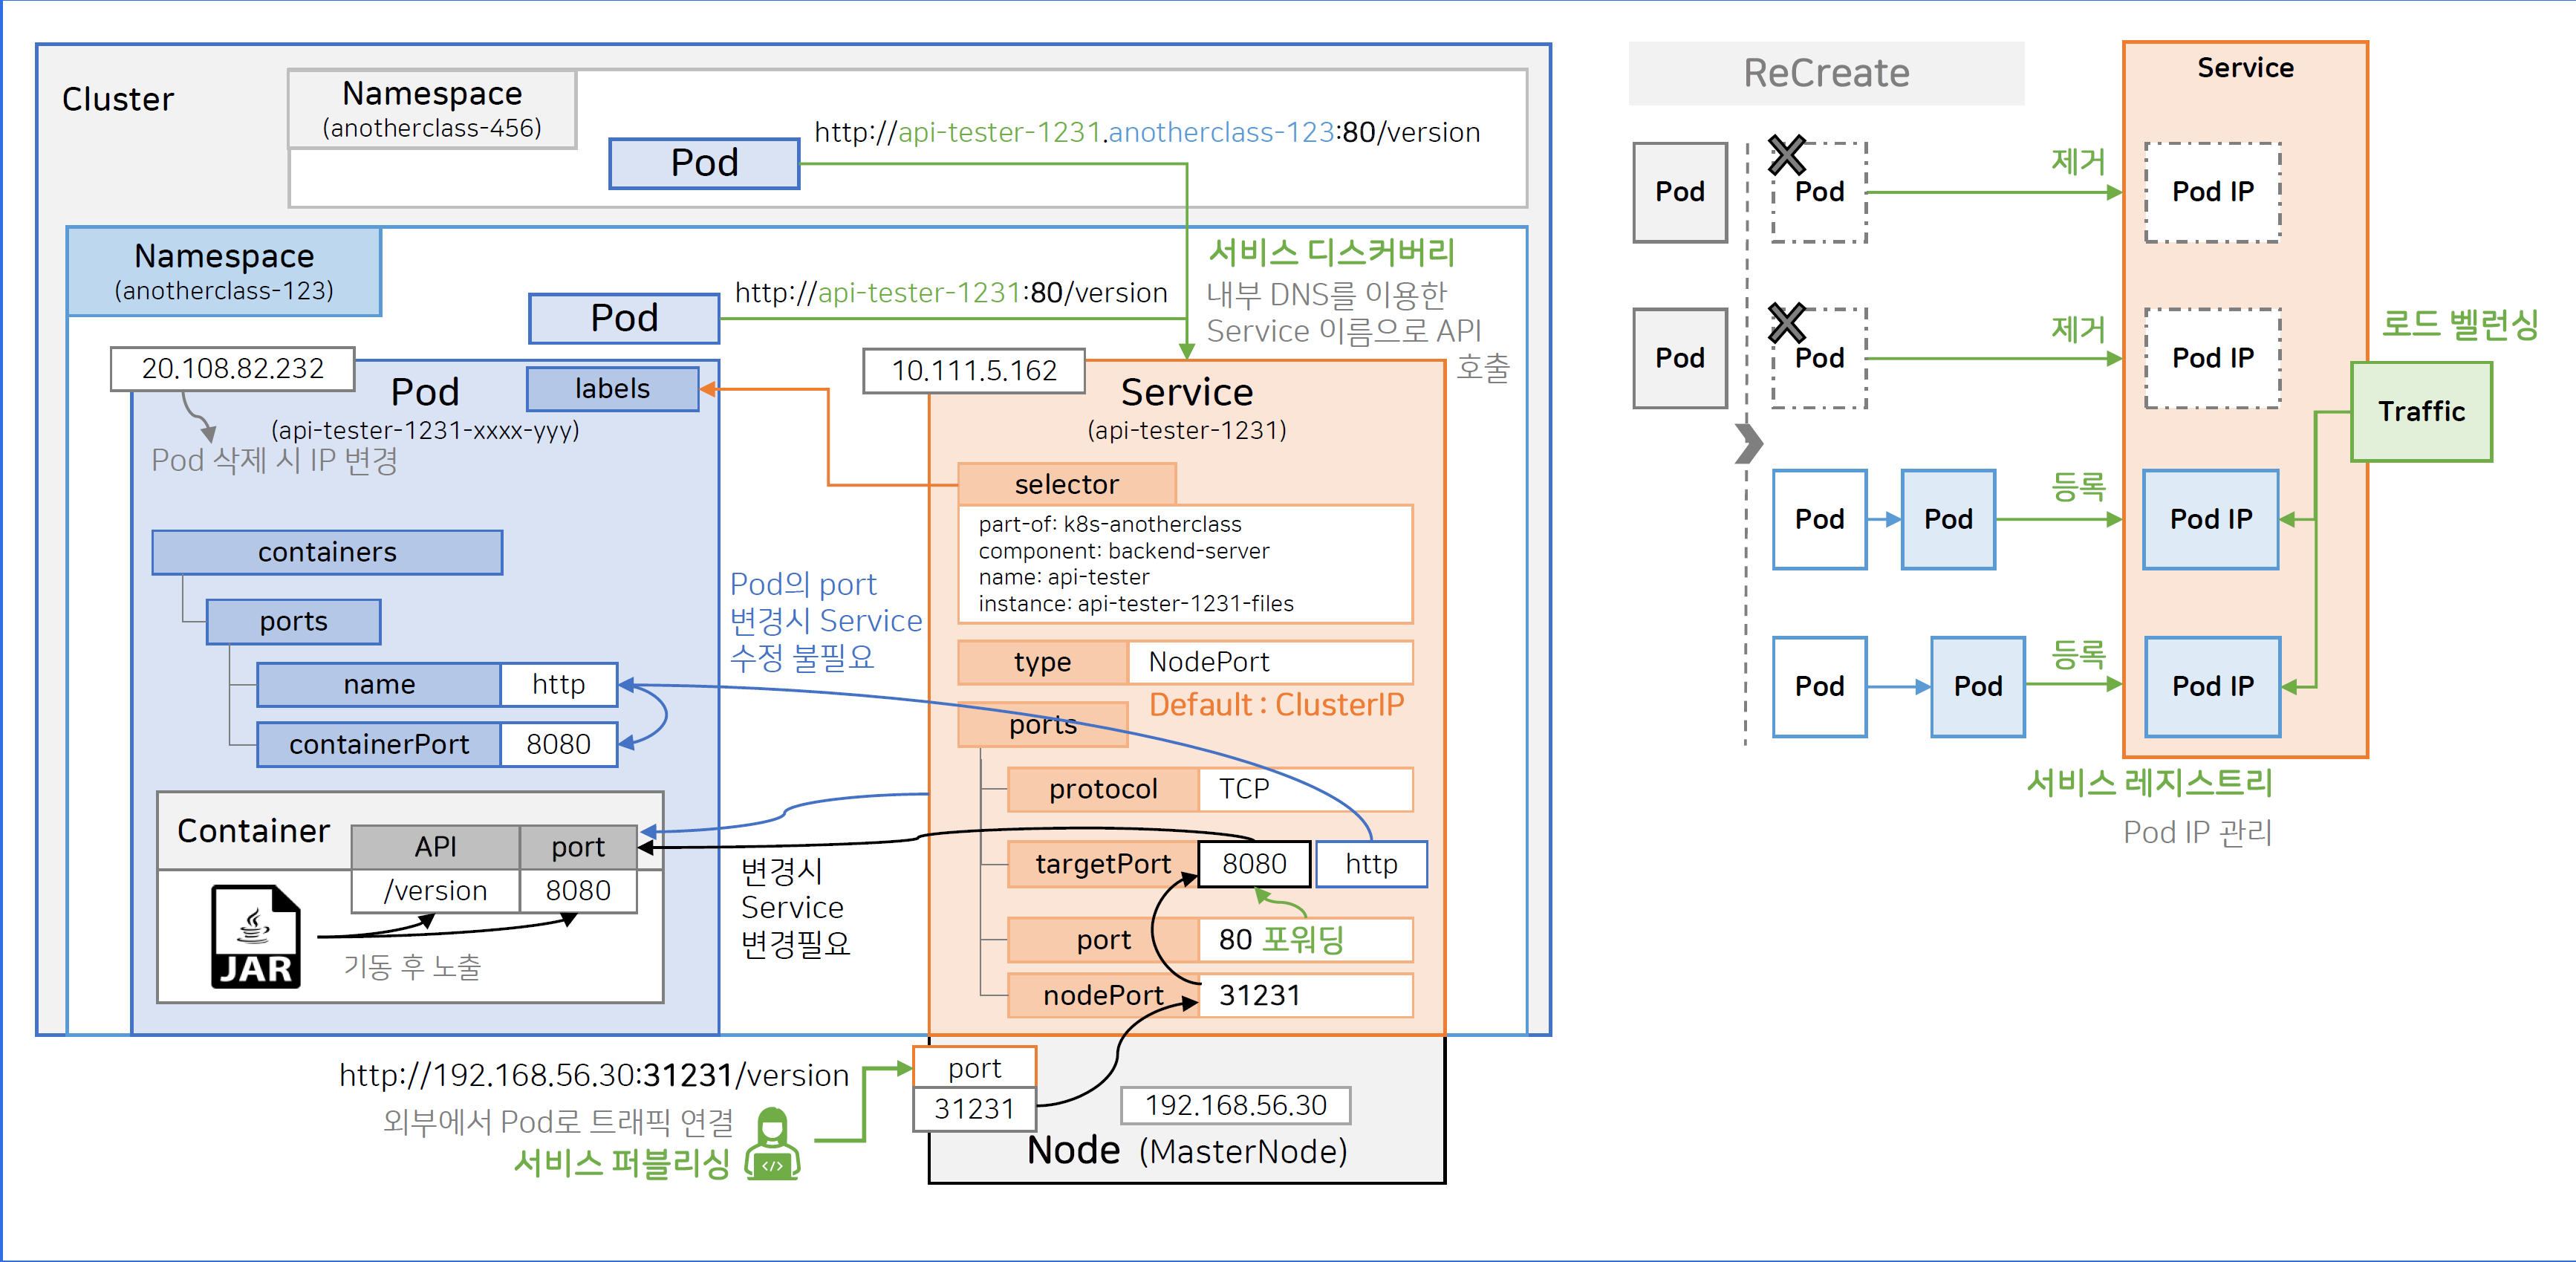 Cluster
Namespace
(anotherclass-456)
Pod
http://api-tester-1231.anotherclass-123:80/version
Namespace
(anotherclass-123)
Pod
http://api-tester-1231:80/version
서비스 디스커버리
내부 DNS를 이용한
Service 이름으로 API
호출
20.108.82.232
Pod
labels
(api-tester-1231-xxxx-yyy)
Pod 삭제 시 IP 변경
containers
ports
name
http
containerPort
8080
Container
API
port
/version
8080
JAR
기동 후 노출
Pod의 port
변경시 Service
수정 불필요
변경시
Service
변경필요
10.111.5.162
Service
(api-tester-1231)
selector
part-of: k8s-anotherclass
component: backend-server
name: api-tester
instance: api-tester-1231-files
type
NodePort
Default : ClusterIP
ports
protocol
TCP
targetPort
8080
http
port
80 포워딩
nodePort
31231
http://192.168.56.30:31231/version
외부에서 Pod로 트래픽 연결
서비스 퍼블리싱
</>
port
31231
192.168.56.30
Node (MasterNode)
ReCreate
Service
Pod
Pod
제거
Pod IP
Pod
Pod
제거
Pod IP
로드 벨런싱
Traffic
Pod
Pod
등록
Pod IP
Pod
Pod
등록
Pod IP
서비스 레지스트리
Pod IP 관리